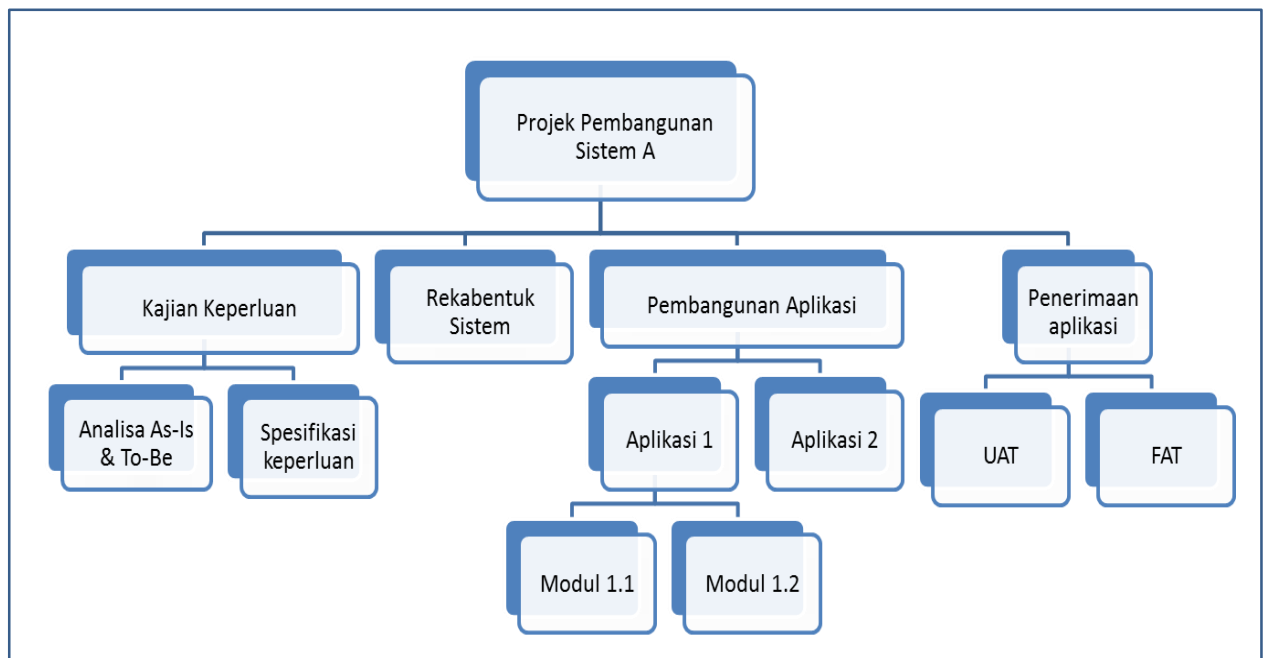 Projek Pembangunan
Sistem A
Kajian Keperluan
Rekabentuk
Sistem
Pembangunan Aplikasi
Penerimaan
aplikasi
Analisa As-Is
& To-Be
Spesifikasi
keperluan
Aplikasi 1
Aplikasi 2
UAT
FAT
Modul 1.1
Modul 1.2